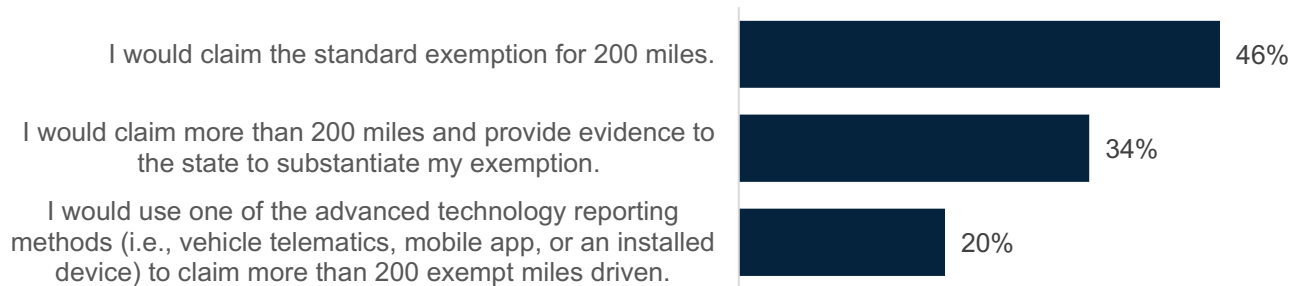 I would claim the standard exemption for 200 miles.
46%
I would claim more than 200 miles and provide evidence to
the state to substantiate my exemption.
34%
I would use one of the advanced technology reporting
methods (i.e., vehicle telematics, mobile app, or an installed
device) to claim more than 200 exempt miles driven.
20%